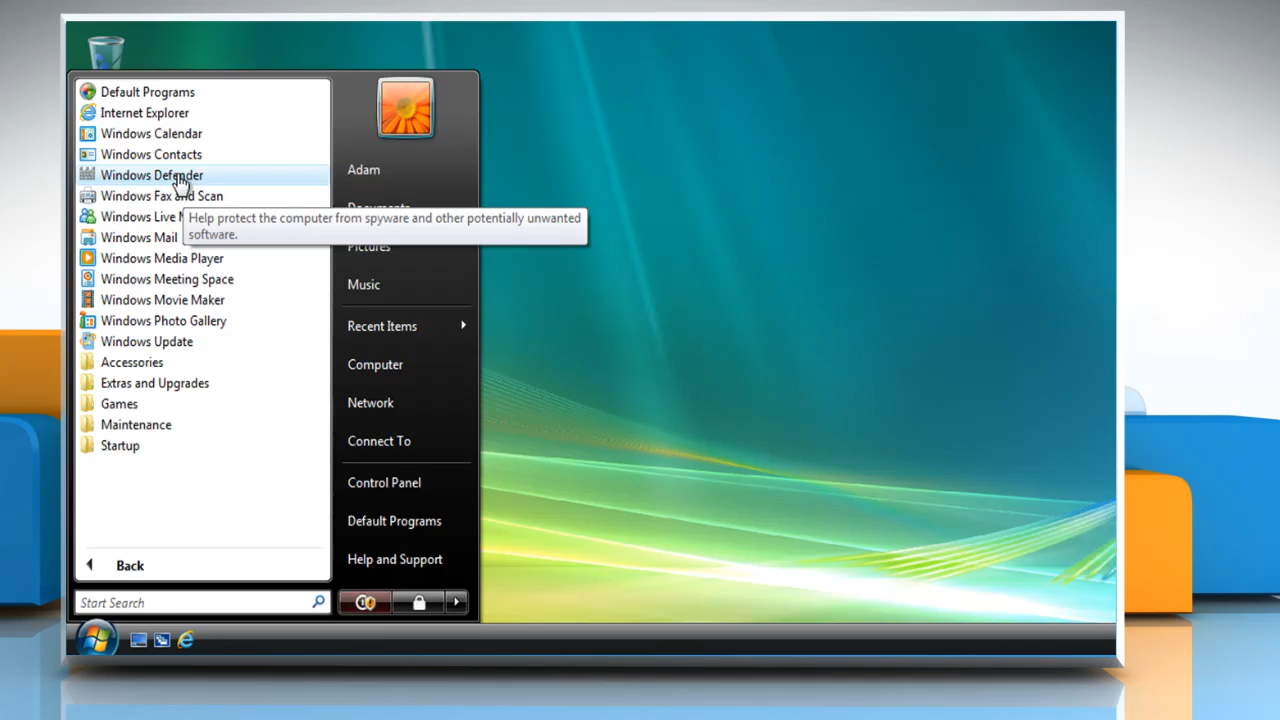 Default Programs
Internet Explorer
Windows Calendar
Windows Contacts
Windows Defender
Windows Fax and Scan
Windows Live
Windows Mail
Windows Media Player
Windows Meeting Space
Windows Movie Maker
Windows Photo Gallery
Windows Update
Accessories
Extras and Upgrades
Games
Maintenance
Startup
Back
Start Search
Help protect the computer from spyware and other potentially unwanted
software.
Adam
Documents
Pictures
Music
Recent Items
Computer
Network
Connect To
Control Panel
Default Programs
Help and Support